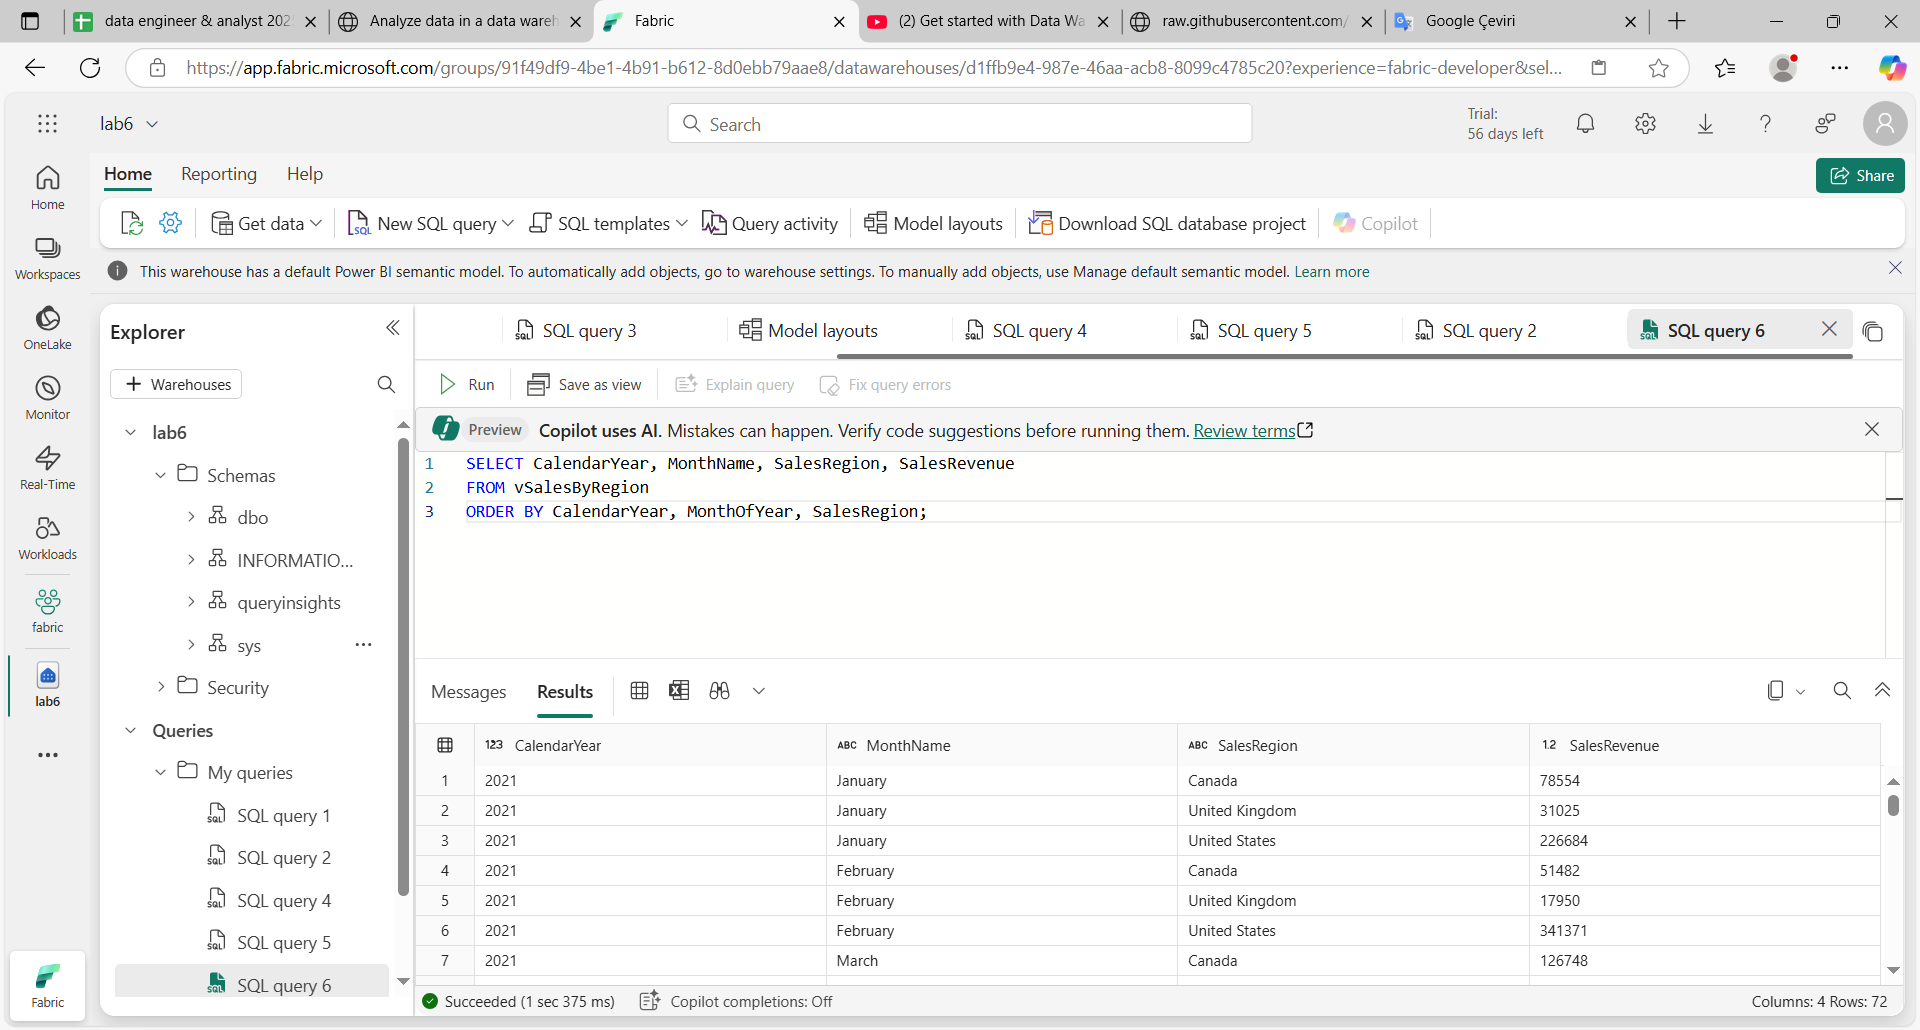 data engineer & analyst 202
Analyze data in a data wareh
Fabric
(2) Get started with Data Wa
raw.githubusercontent.com/
Google Çeviri
https://app.fabric.microsoft.com/groups/91f49df9-4be1-4b91-b612-8d0ebb79aae8/datawarehouses/d1ffb9e4-987e-46aa-acb8-8099c4785c20?experience=fabric-developer&sel...
lab6
Search
Trial:
56 days left
Home
Reporting
Help
Share
Get data
New SQL query
SQL templates
Query activity
Model layouts
Download SQL database project
Copilot
This warehouse has a default Power BI semantic model. To automatically add objects, go to warehouse settings. To manually add objects, use Manage default semantic model. Learn more
Home
Workspaces
OneLake
Monitor
Real-Time
Workloads
fabric
lab6
Fabric
Explorer
Warehouses
lab6
Schemas
dbo
INFORMATIO...
queryinsights
sys
Security
Queries
My queries
SQL query 1
SQL query 2
SQL query 4
SQL query 5
SQL query 6
SQL query 3
Model layouts
SQL query 4
SQL query 5
SQL query 2
SQL query 6
Run
Save as view
Explain query
Fix query errors
Preview
Copilot uses AI. Mistakes can happen. Verify code suggestions before running them. Review terms
1 SELECT CalendarYear, MonthName, SalesRegion, SalesRevenue
2 FROM vSalesByRegion
3 ORDER BY CalendarYear, MonthOfYear, SalesRegion;
Messages
Results
123 CalendarYear ABC MonthName ABC SalesRegion 1.2 SalesRevenue
1 2021 January Canada 78554
2 2021 January United Kingdom 31025
3 2021 January United States 226684
4 2021 February Canada 51482
5 2021 February United Kingdom 17950
6 2021 February United States 341371
7 2021 March Canada 126748
Succeeded (1 sec 375 ms)
Copilot completions: Off
Columns: 4 Rows: 72